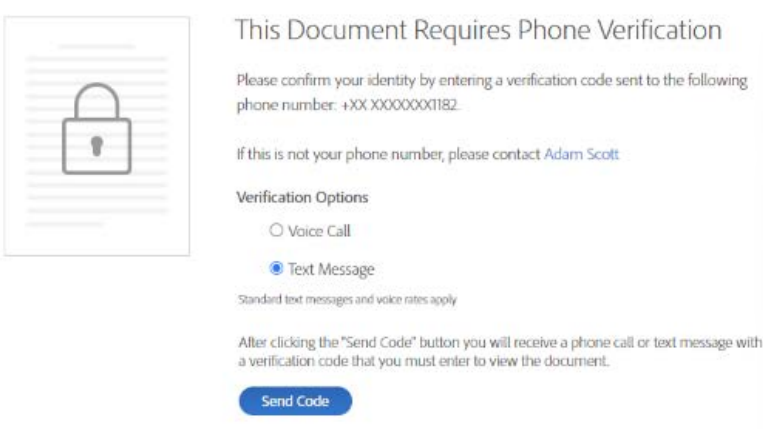 This Document Requires Phone Verification
Please confirm your identity by entering a verification code sent to the following
phone number: +XX XXXXXXX1182.
If this is not your phone number, please contact Adam Scott
Verification Options
Voice Call
Text Message
Standard text messages and voice rates apply
After clicking the "Send Code" button you will receive a phone call or text message with
a verification code that you must enter to view the document.
Send Code